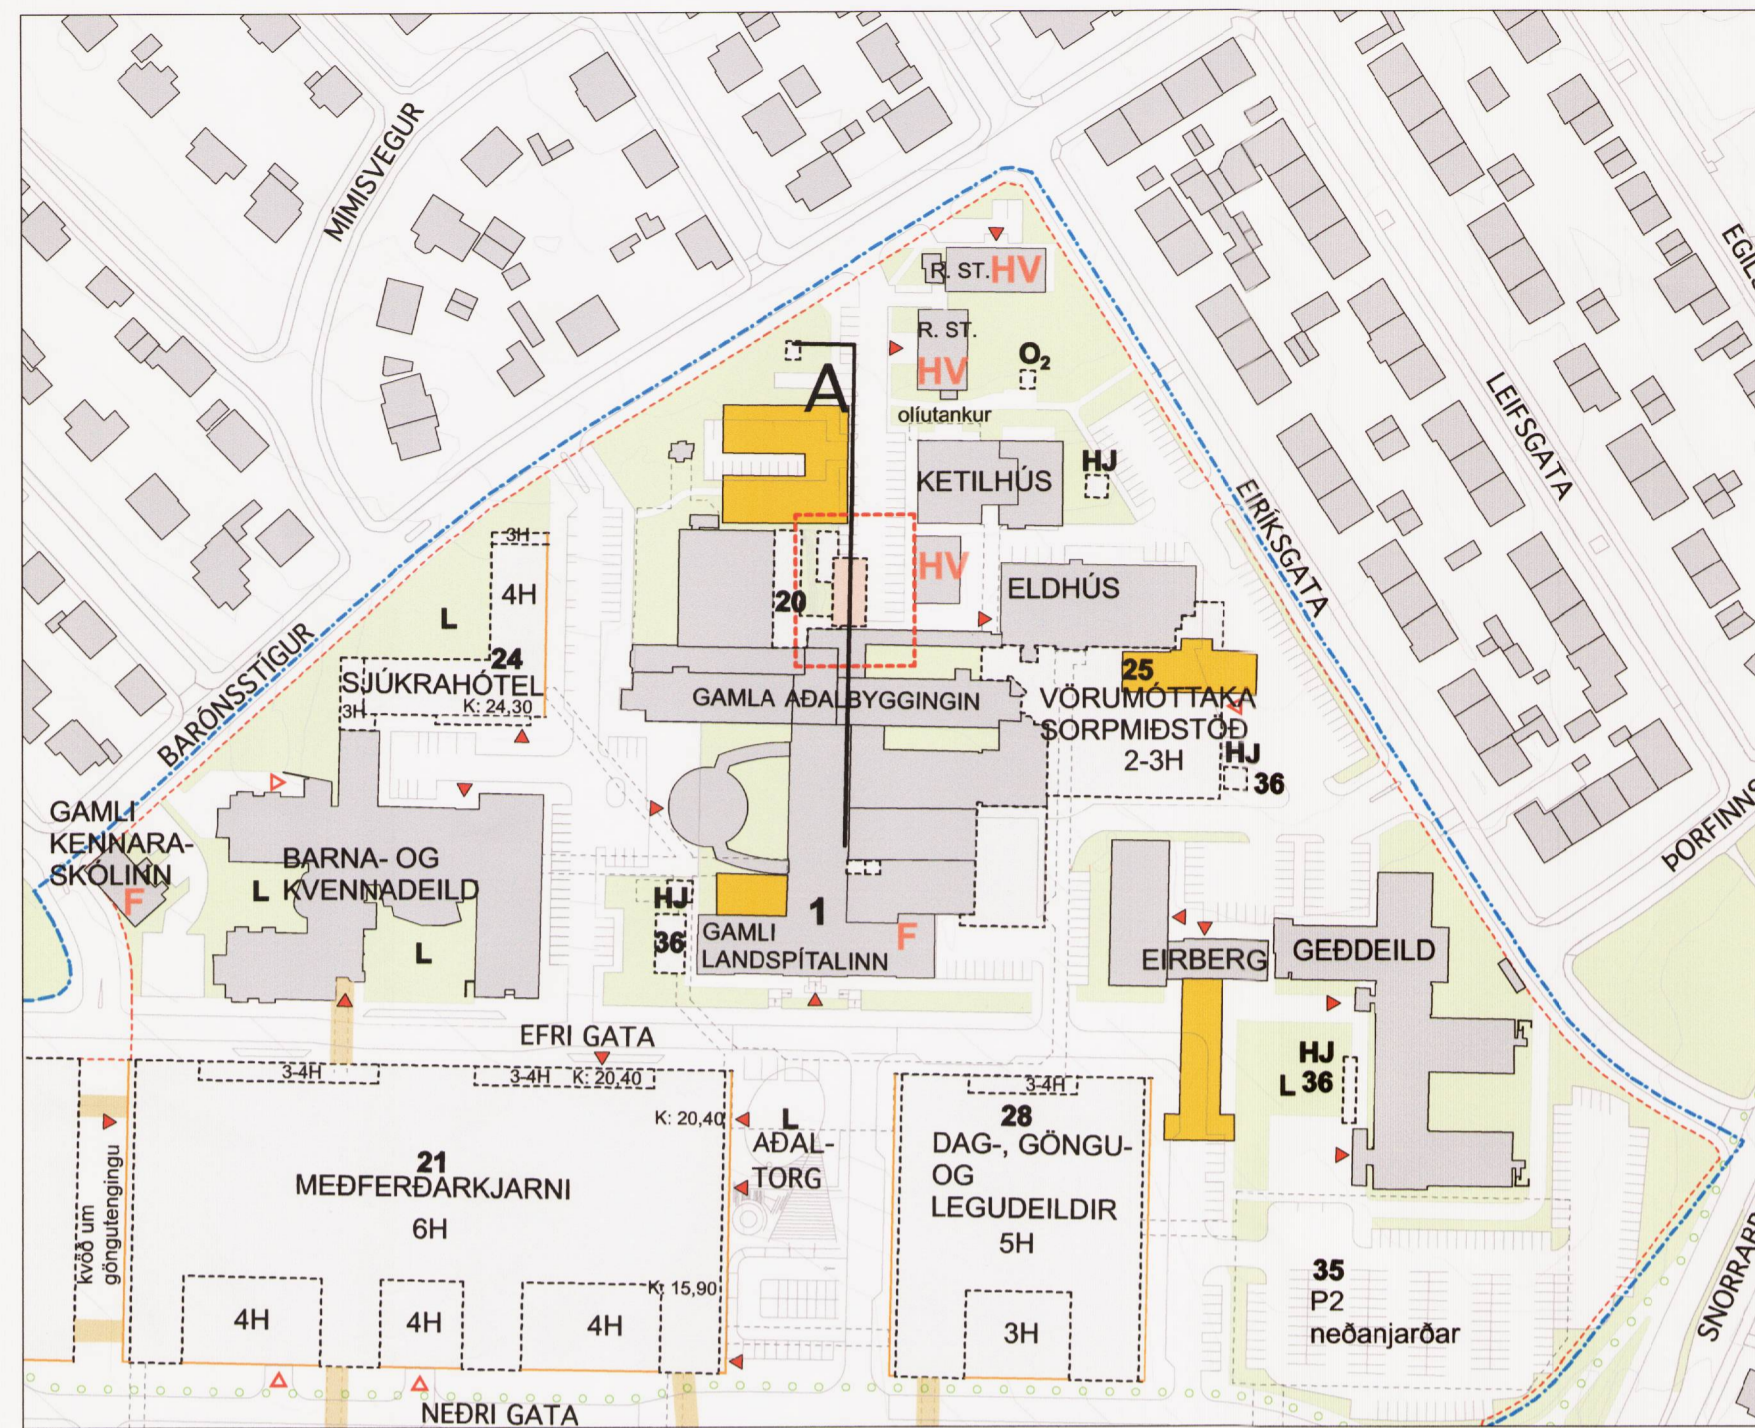 MÍMISVEGUR
R. ST. HV
R. ST.
HV
O₂
A
olíutankur
LEIFSGATA
KETILHÚS
HJ
EIRÍKSGATA
3H
4H
L
HV
ELDHÚS
20
BARÓNSSTÍGUR
24
SJÚKRAHÓTEL
3H
K: 24,30
GAMLA AÐALBYGGINGIN
25
VÖRUMÓTTAKA
SORPMIÐSTÖÐ
2-3H
HJ
36
GAMLI
KENNARA-
SKÓLINN
F
BARNA- OG
KVENNADEILD
L
L
HJ
36
1
GAMLI
LANDSPÍTALINN
F
EIRBERG
GEÐDEILD
EFRI GATA
3-4H
3-4H
K: 20,40
K: 20,40
L
AÐAL-
TORG
3-4H
28
DAG-, GÖNGU-
OG
LEGUDEILDIR
5H
3H
HJ
L 36
21
MEÐFERÐARKJARNI
6H
kvöð um
göngutengingu
4H
4H
4H
K: 15,90
35
P2
neðanjarðar
NEÐRI GATA